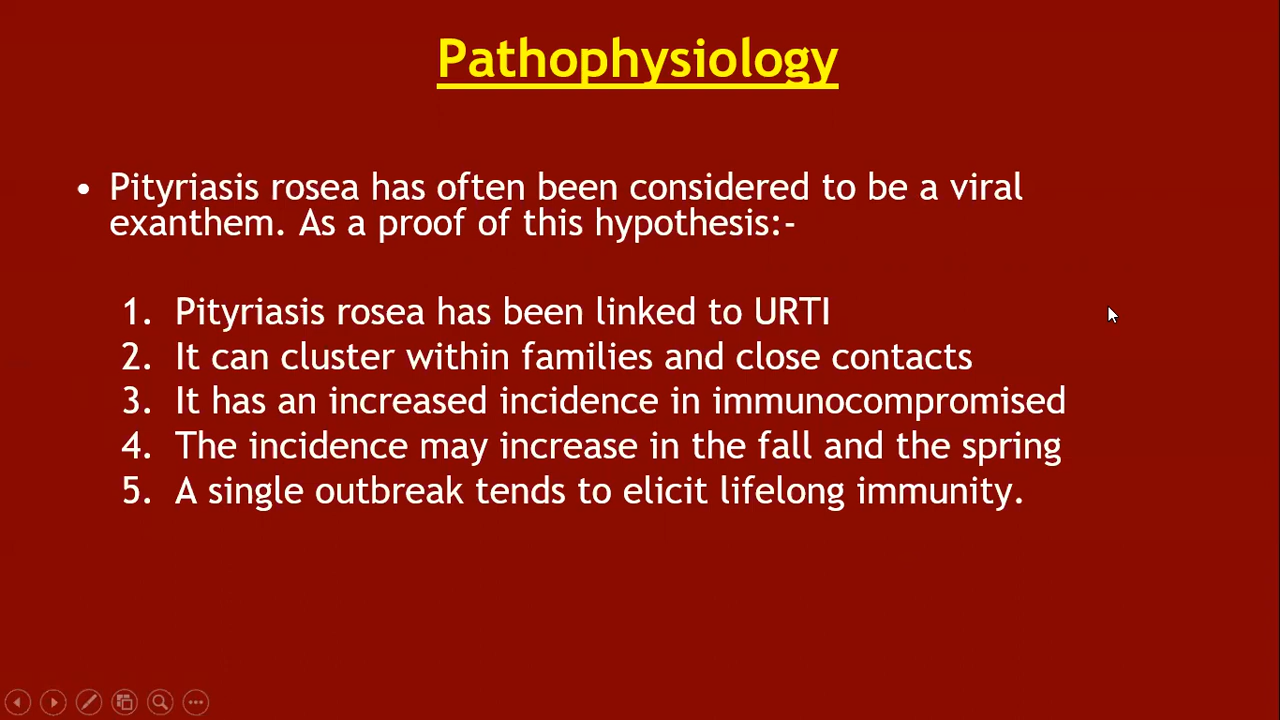 Pathophysiology
• Pityriasis rosea has often been considered to be a viral
exanthem. As a proof of this hypothesis:-
1. Pityriasis rosea has been linked to URTI
2. It can cluster within families and close contacts
3. It has an increased incidence in immunocompromised
4. The incidence may increase in the fall and the spring
5. A single outbreak tends to elicit lifelong immunity.